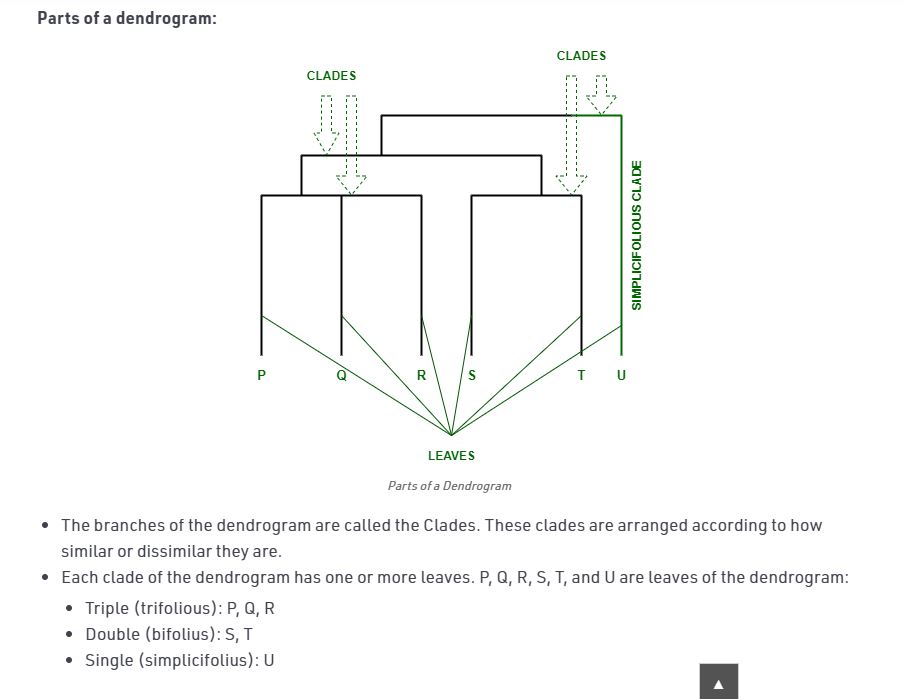 Parts of a dendrogram:
CLADES
CLADES
SIMPLICIFOLIOUS CLADE
P Q R S T U
LEAVES
Parts of a Dendrogram
• The branches of the dendrogram are called the Clades. These clades are arranged according to how
similar or dissimilar they are.
• Each clade of the dendrogram has one or more leaves. P, Q, R, S, T, and U are leaves of the dendrogram:
• Triple (trifolious): P, Q, R
• Double (bifolius): S, T
• Single (simplicifolius): U